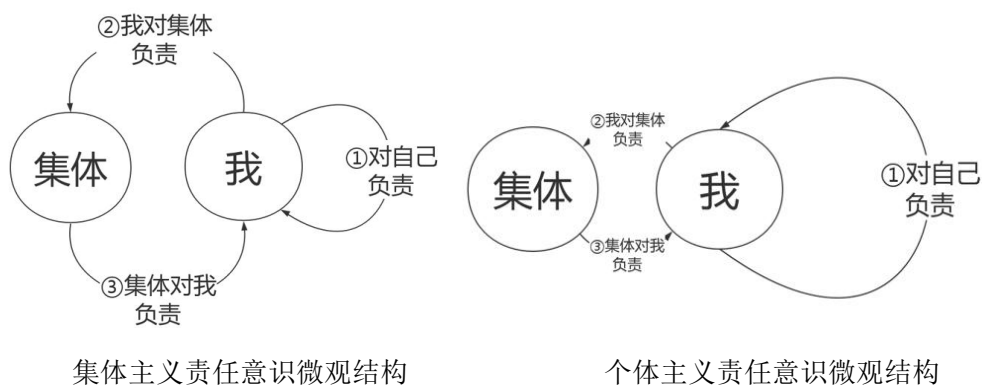 ②我对集体
负责
集体
我
①对自己
负责
③集体对我
负责
集体主义责任意识微观结构
②我对集体
负责
集体
我
①对自己
负责
③集体对我
负责
个体主义责任意识微观结构